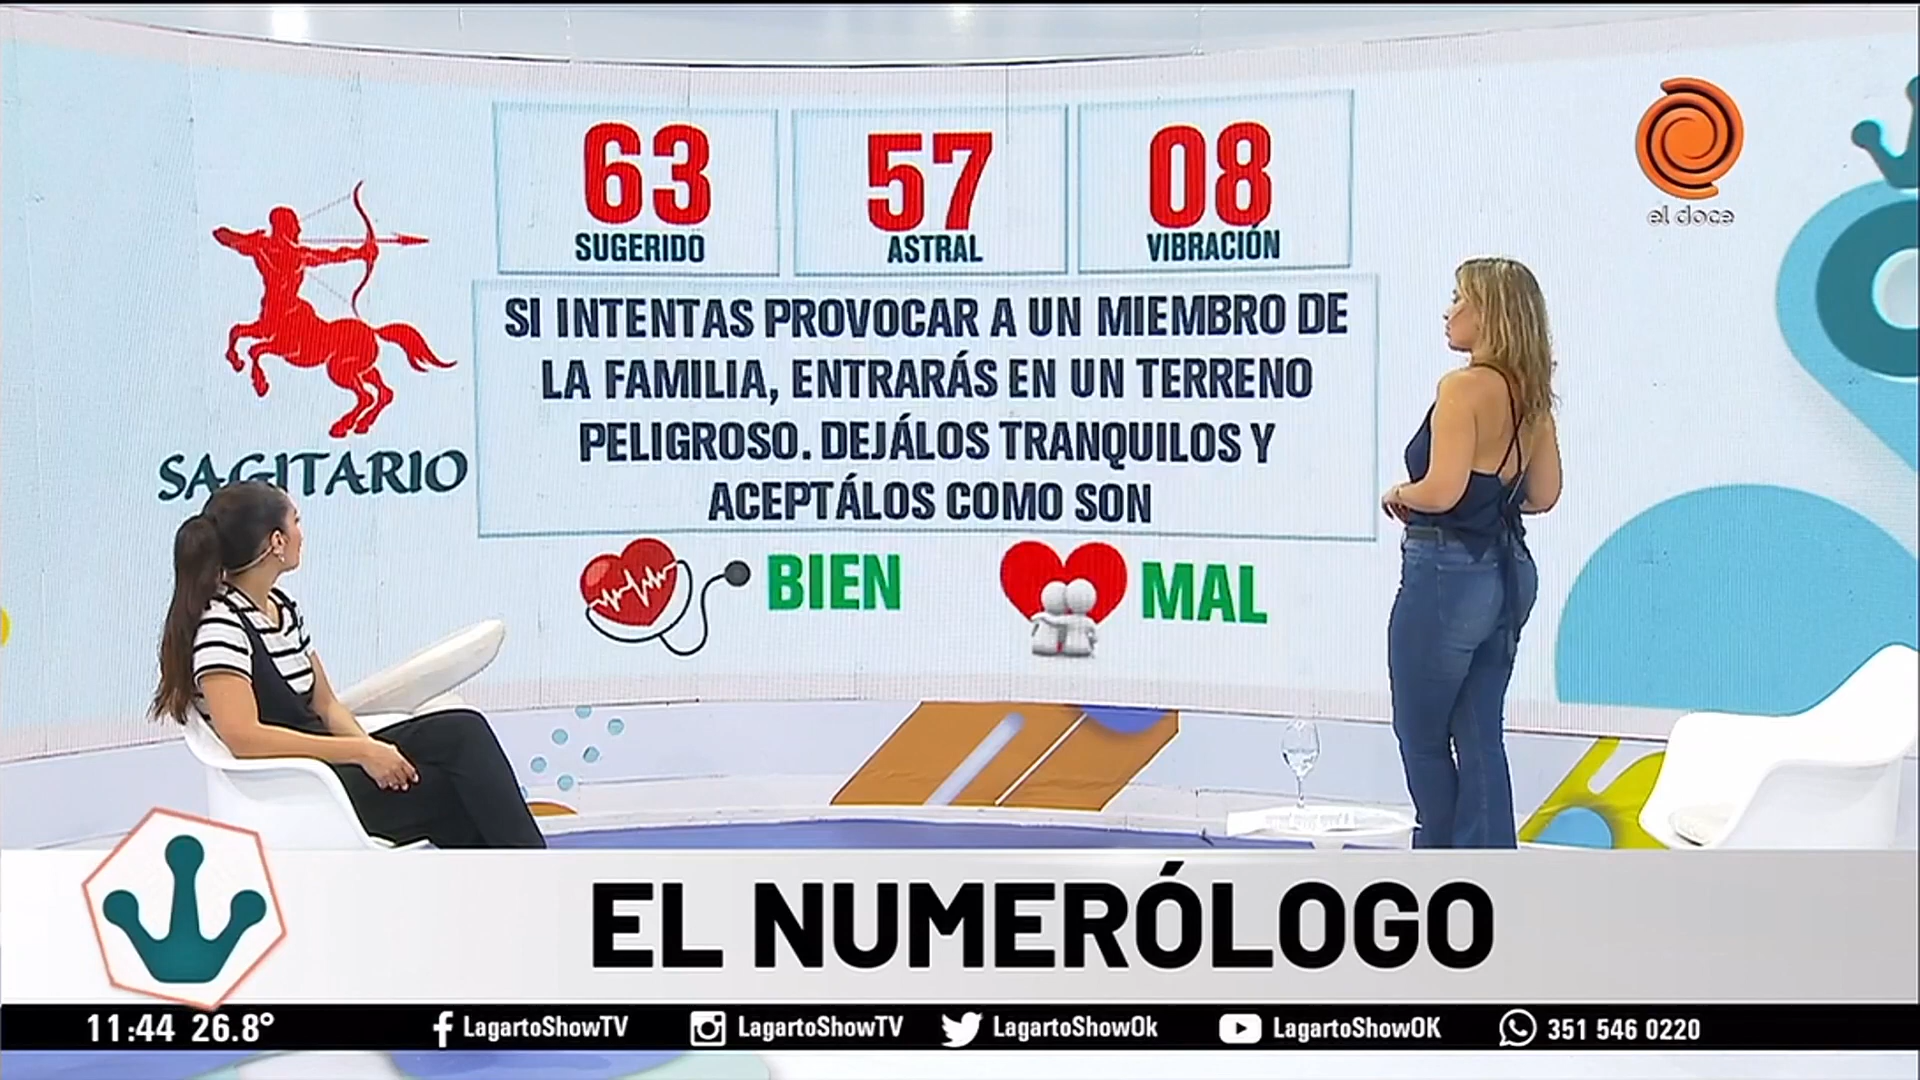 63
SUGERIDO
57
ASTRAL
08
VIBRACIÓN
el doce
SAGITARIO
SI INTENTAS PROVOCAR A UN MIEMBRO DE
LA FAMILIA, ENTRARÁS EN UN TERRENO
PELIGROSO. DEJÁLOS TRANQUILOS Y
ACEPTÁLOS COMO SON
BIEN
MAL
EL NUMERÓLOGO
11:44 26.8°
LagartoShowTV
LagartoShowTV
LagartoShowOk
LagartoShowOK
351 546 0220